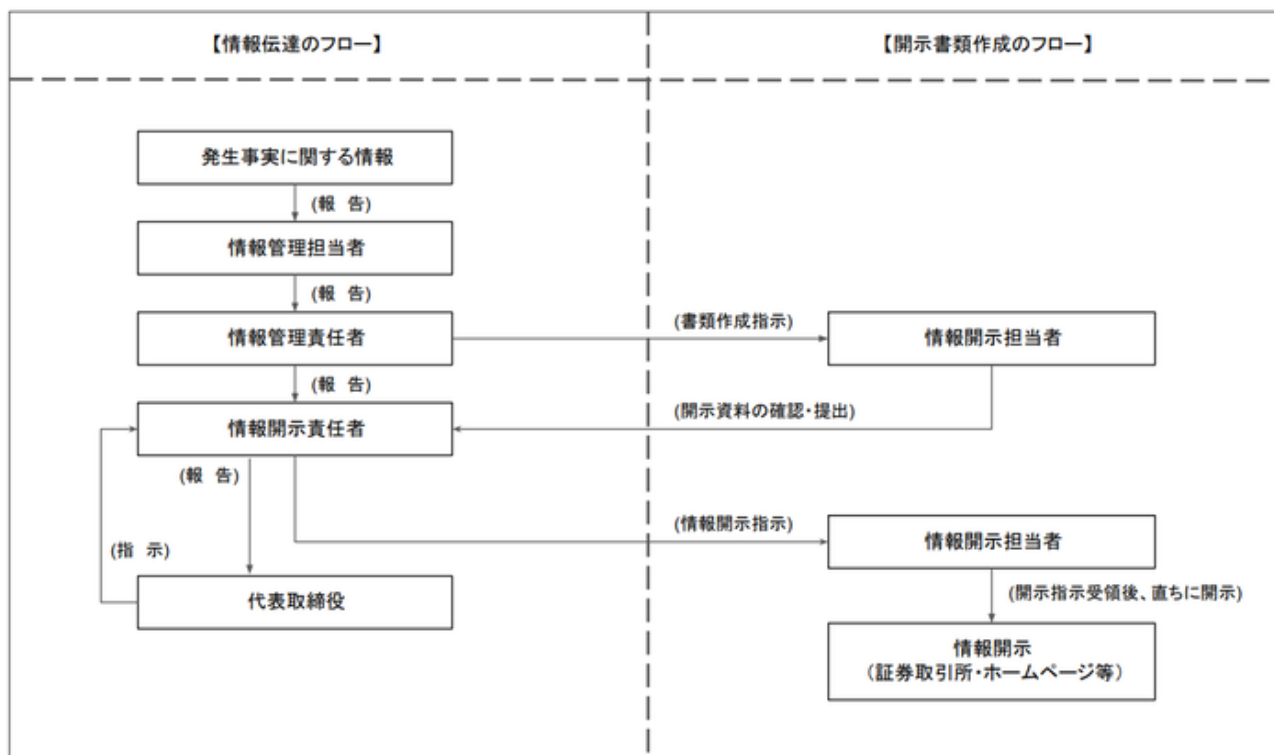 【情報伝達のフロー】
【開示書類作成のフロー】
発生事実に関する情報
(報　告)
情報管理担当者
(報　告)
情報管理責任者
(書類作成指示)
情報開示担当者
(報　告)
(開示資料の確認・提出)
情報開示責任者
(報　告)
(指　示)
(情報開示指示)
情報開示担当者
代表取締役
(開示指示受領後、直ちに開示)
情報開示
（証券取引所・ホームページ等）